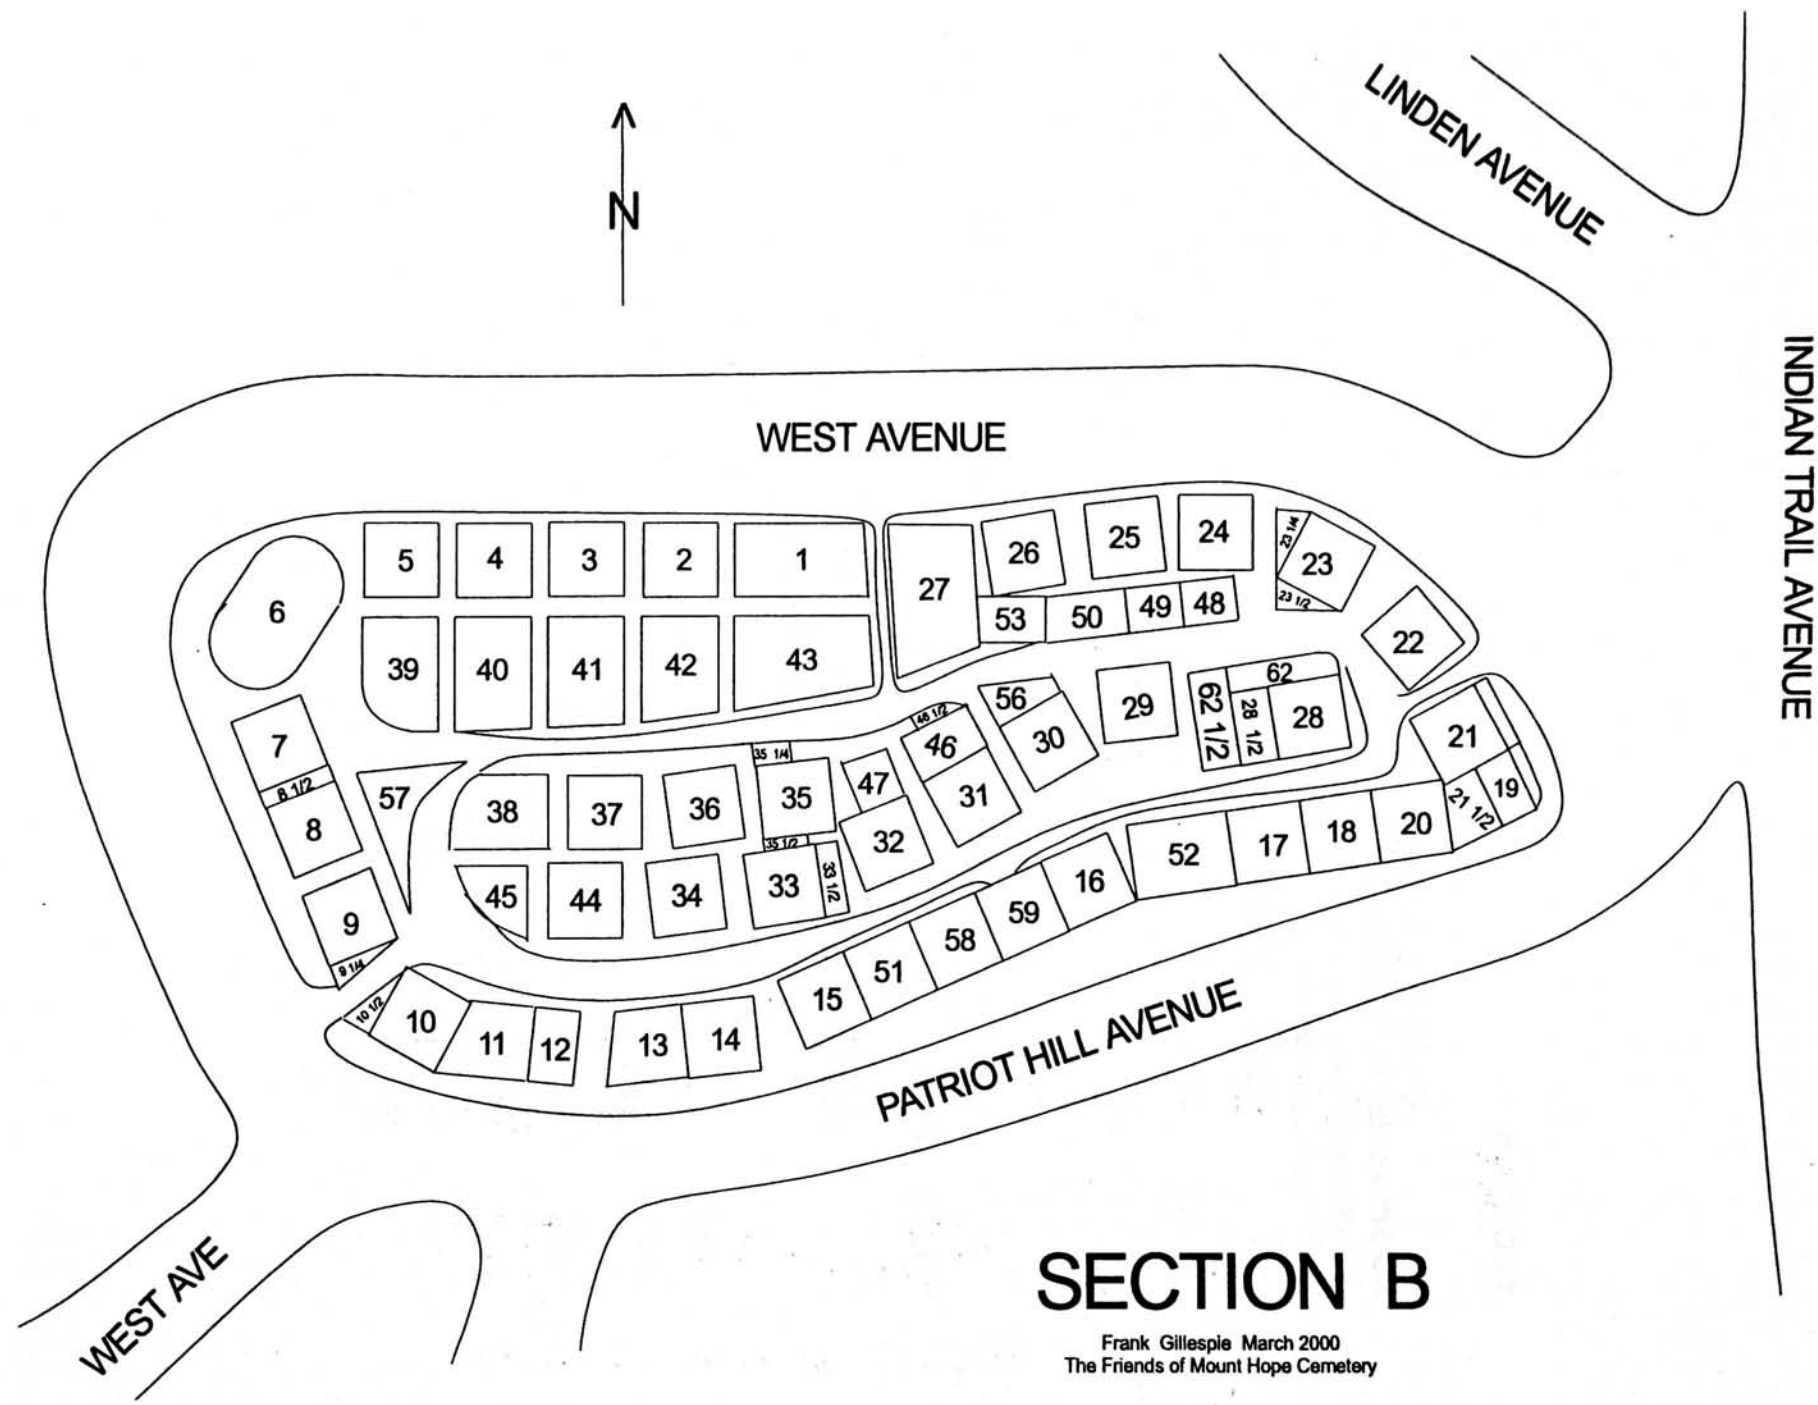 LINDEN AVENUE
N
INDIAN TRAIL AVENUE
WEST AVENUE
5 4 3 2 1
27 26 25 24 23 1/4 23 23 1/2
6
53 50 49 48
22
39 40 41 42 43
56 29 62 1/2 62 28 1/2 28
7 46 1/2 46 30 21
8 1/2 57 35 1/4 47 31
8 38 37 36 35 32 52 17 18 20 21 1/2 19
35 1/2
9 45 44 34 33 33 1/2 16
9 1/4 58 59
10 1/2 10 11 12 13 14 15 51
PATRIOT HILL AVENUE
WEST AVE
SECTION B
Frank Gillespie March 2000
The Friends of Mount Hope Cemetery